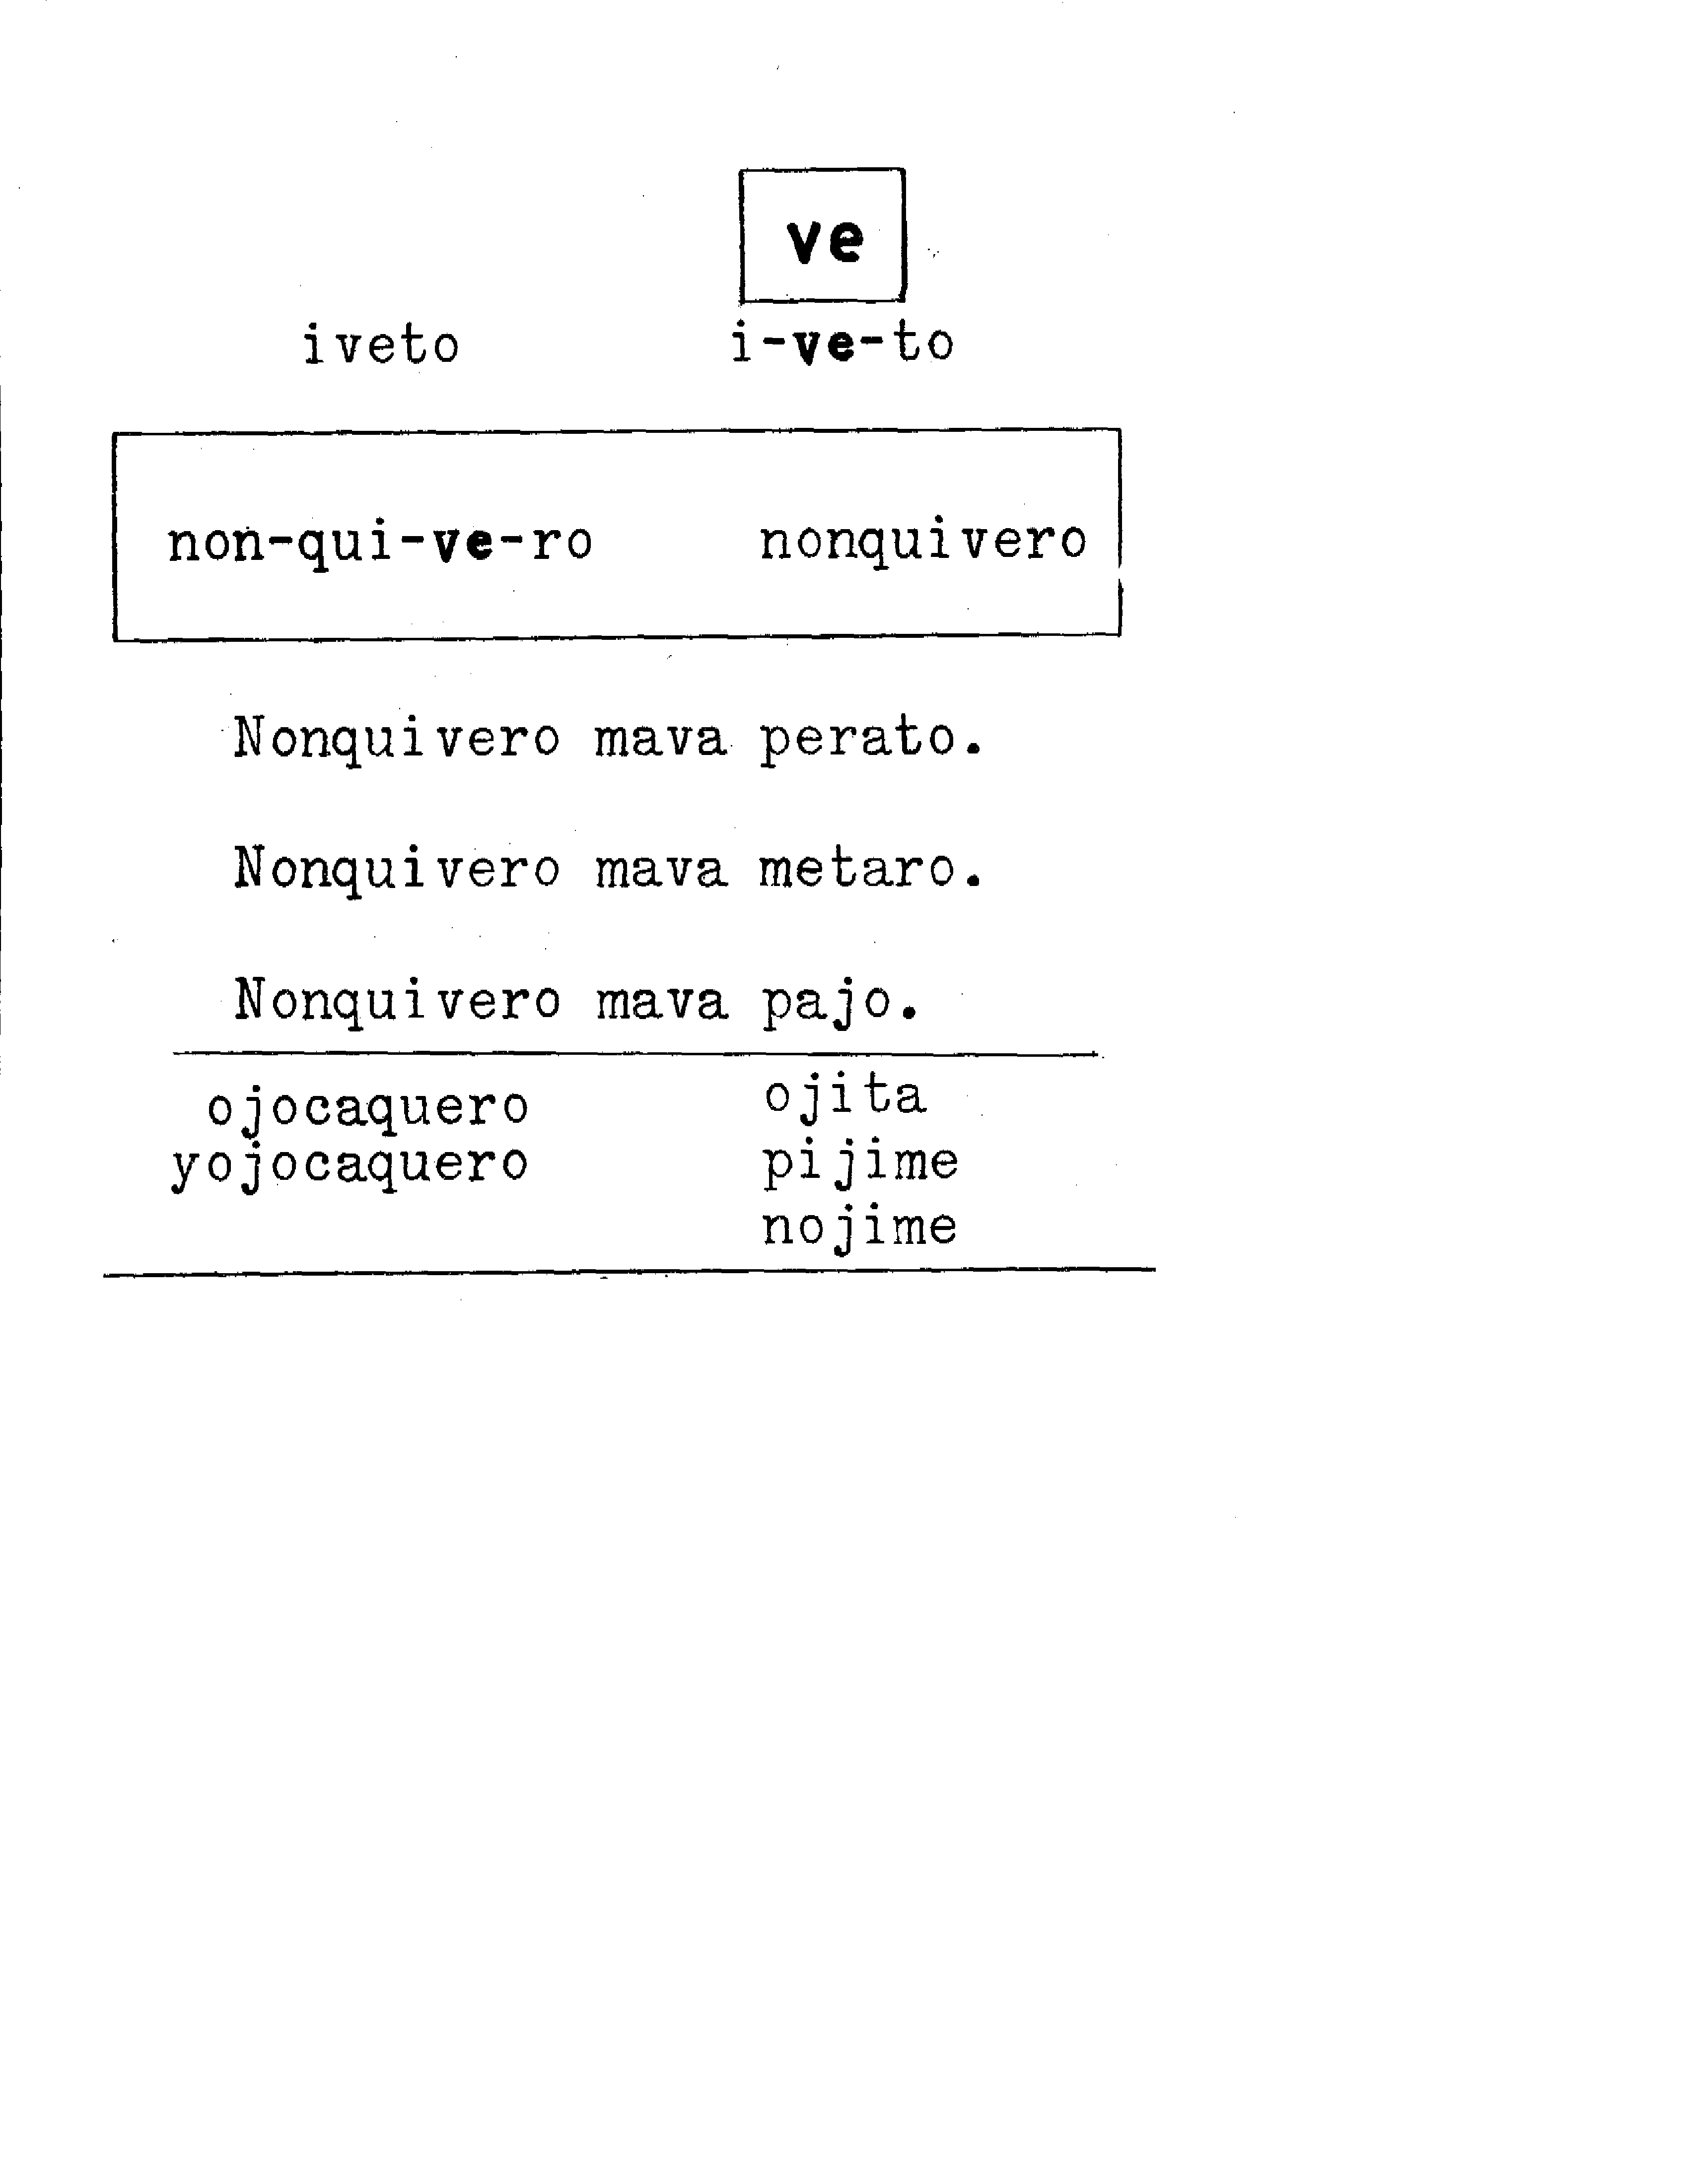 ve
iveto i-ve-to
non-qui-ve-ro nonquivero
Nonquivero mava perato.
Nonquivero mava metaro.
Nonquivero mava pajo.
ojocaquero ojita
yojocaquero pijime
nojime